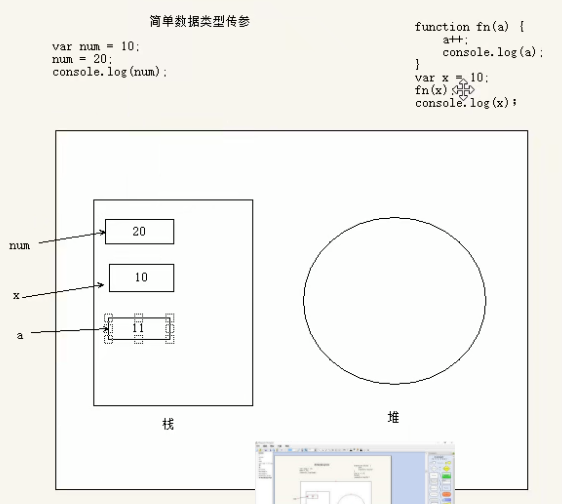 简单数据类型传参
var num = 10;
num = 20;
console.log(num);
function fn(a) {
a++;
console.log(a);
}
var x = 10;
fn(x);
console.log(x);
num
20
x
10
a
11
栈
堆